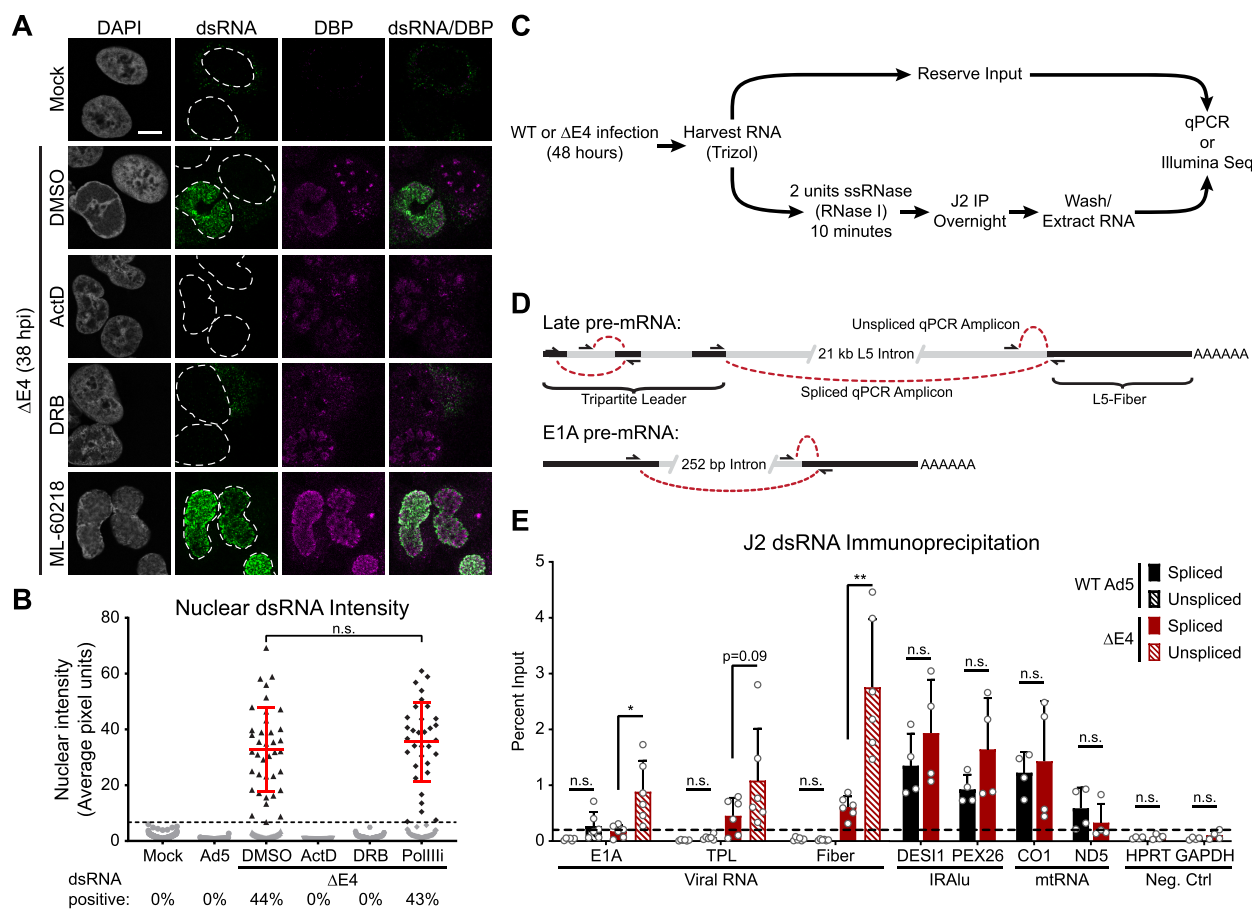 A
DAPI
dsRNA
DBP
dsRNA/DBP
Mock
ΔE4 (38 hpi)
DMSO
ActD
DRB
ML-60218
B
Nuclear dsRNA Intensity
Nuclear intensity
(Average pixel units)
80
60
40
20
0
n.s.
Mock
Ad5
DMSO
ActD
DRB
PolIIIi
ΔE4
dsRNA
positive:
0%
0%
44%
0%
0%
43%
C
WT or ΔE4 infection
(48 hours)
Harvest RNA
(Trizol)
Reserve Input
2 units ssRNase
(RNase I)
10 minutes
J2 IP
Overnight
Wash/
Extract RNA
qPCR
or
Illumina Seq
D
Late pre-mRNA:
Unspliced qPCR Amplicon
21 kb L5 Intron
AAAAAA
Tripartite Leader
Spliced qPCR Amplicon
L5-Fiber
E1A pre-mRNA:
252 bp Intron
AAAAAA
E
J2 dsRNA Immunoprecipitation
WT Ad5
Spliced
Unspliced
ΔE4
Spliced
Unspliced
Percent Input
5
4
3
2
1
0
n.s.
*
n.s.
p=0.09
n.s.
**
n.s.
n.s.
n.s.
n.s.
n.s.
n.s.
E1A
TPL
Fiber
DESI1
PEX26
CO1
ND5
HPRT
GAPDH
Viral RNA
IRAlu
mtRNA
Neg. Ctrl